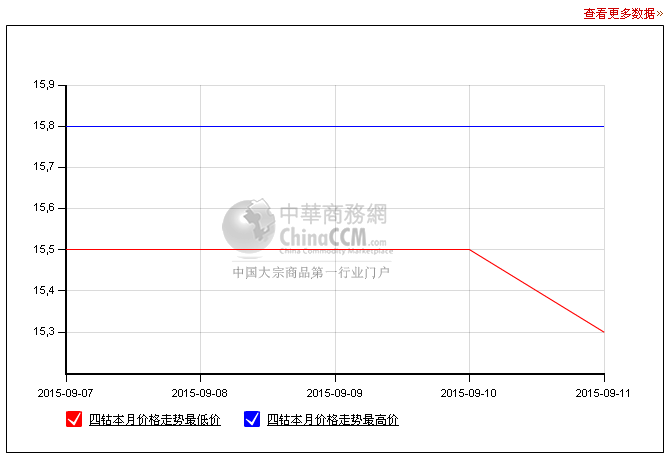 查看更多数据»
15,9
15,8
15,7
15,6
15,5
15,4
15,3
中華商務網
ChinaCCM.com
China Commodity Marketplace
中国大宗商品第一行业门户
2015-09-07 2015-09-08 2015-09-09 2015-09-10 2015-09-11
四钴本月价格走势最低价 四钴本月价格走势最高价